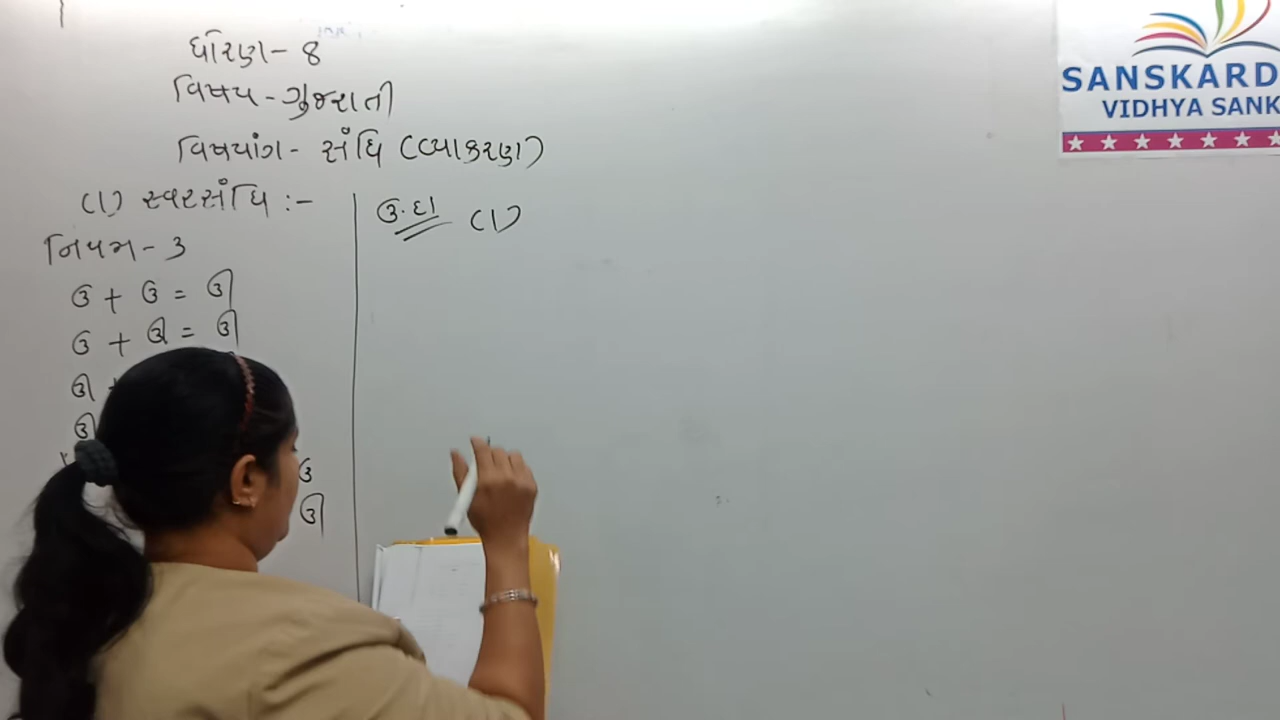 ધોરણ - 8
વિષય - ગુજરાતી
વિષયાંગ - સંધિ (વ્યાકરણ)
(1) સ્વરસંધિ :-
નિયમ - 3
ઉ + ઉ = ઊ
ઉ + ઊ = ઊ
ઊ +
ઊ
ઉ
ઊ
ઉ.દા (1)
SANSKARD
VIDHYA SANK